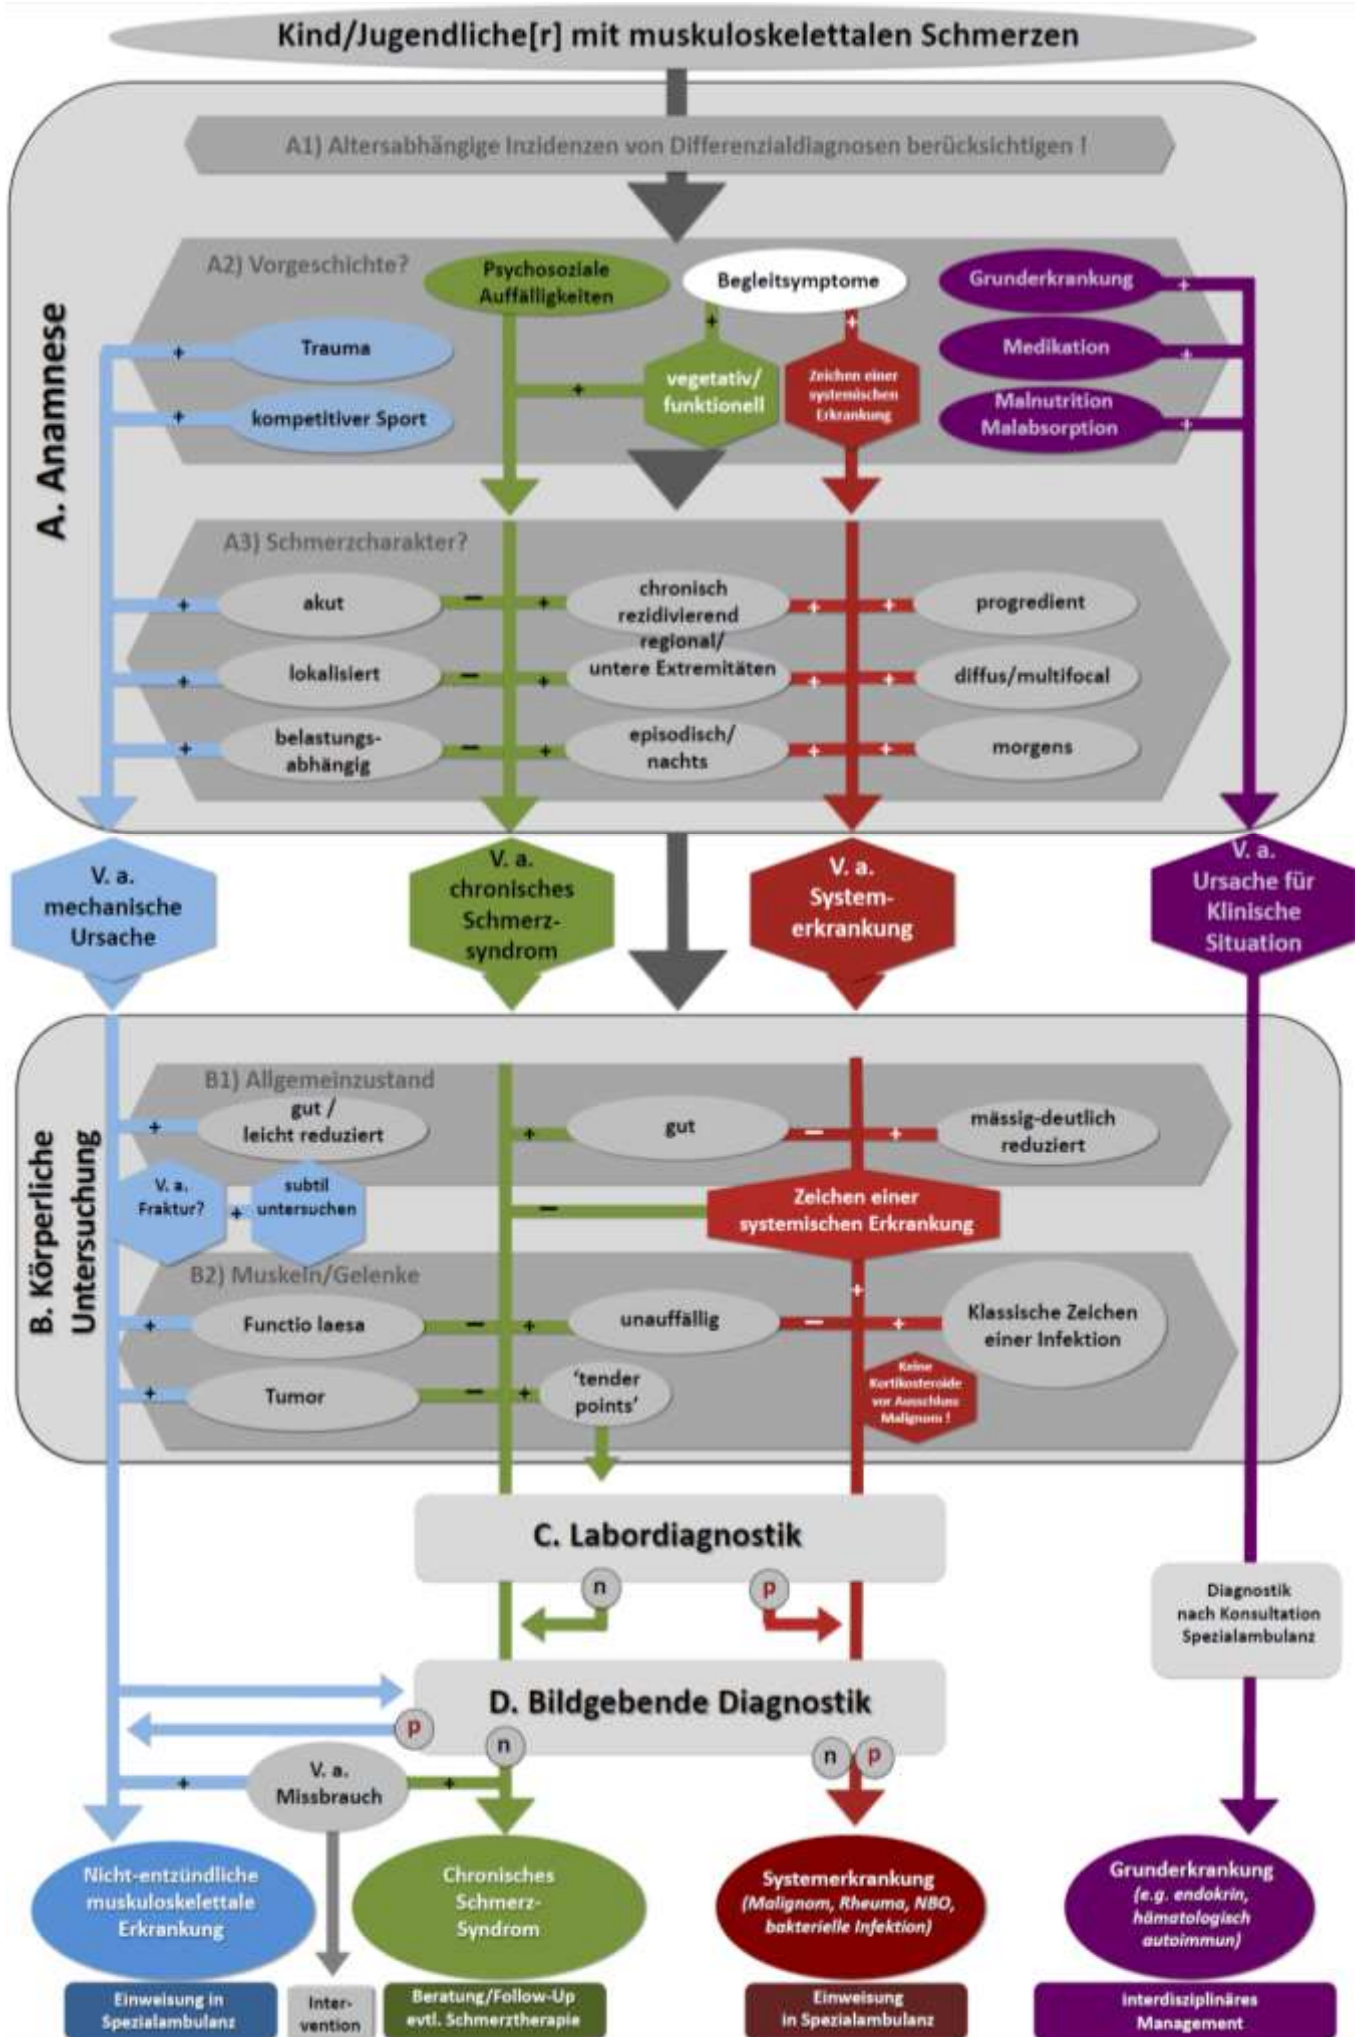 Kind/Jugendliche[r] mit muskuloskelettalen Schmerzen
A. Anamnese
A1) Altersabhängige Inzidenzen von Differenzialdiagnosen berücksichtigen !
A2) Vorgeschichte?
Psychosoziale
Auffälligkeiten
Begleitsymptome
Grunderkrankung
+
+
+
Trauma
+
Medikation
+
vegetativ/
funktionell
+
Zeichen einer
systemischen
Erkrankung
kompetitiver Sport
+
Malnutrition
Malabsorption
+
A3) Schmerzcharakter?
+
akut
–
+
chronisch
rezidivierend
+
+
progredient
+
lokalisiert
–
+
regional/
untere Extremitäten
+
+
diffus/multifocal
+
belastungs-
abhängig
–
+
episodisch/
nachts
+
+
morgens
V. a.
mechanische
Ursache
V. a.
chronisches
Schmerz-
syndrom
V. a.
System-
erkrankung
V. a.
Ursache für
Klinische
Situation
B. Körperliche
Untersuchung
B1) Allgemeinzustand
+
gut /
leicht reduziert
+
gut
–
+
mässig-deutlich
reduziert
V. a.
Fraktur?
+
subtil
untersuchen
–
Zeichen einer
systemischen Erkrankung
+
B2) Muskeln/Gelenke
+
Functio laesa
–
+
unauffällig
–
+
Klassische Zeichen
einer Infektion
+
Tumor
–
+
'tender
points'
Keine
Kortikosteroide
vor Ausschluss
Malignom !
C. Labordiagnostik
n
p
Diagnostik
nach Konsultation
Spezialambulanz
D. Bildgebende Diagnostik
p
n
n
p
+
V. a.
Missbrauch
+
Nicht-entzündliche
muskuloskelettale
Erkrankung
Chronisches
Schmerz-
Syndrom
Systemerkrankung
(Malignom, Rheuma, NBO,
bakterielle Infektion)
Grunderkrankung
(e.g. endokrin,
hämatologisch
autoimmun)
Einweisung in
Spezialambulanz
Inter-
vention
Beratung/Follow-Up
evtl. Schmerztherapie
Einweisung
in Spezialambulanz
interdisziplinäres
Management